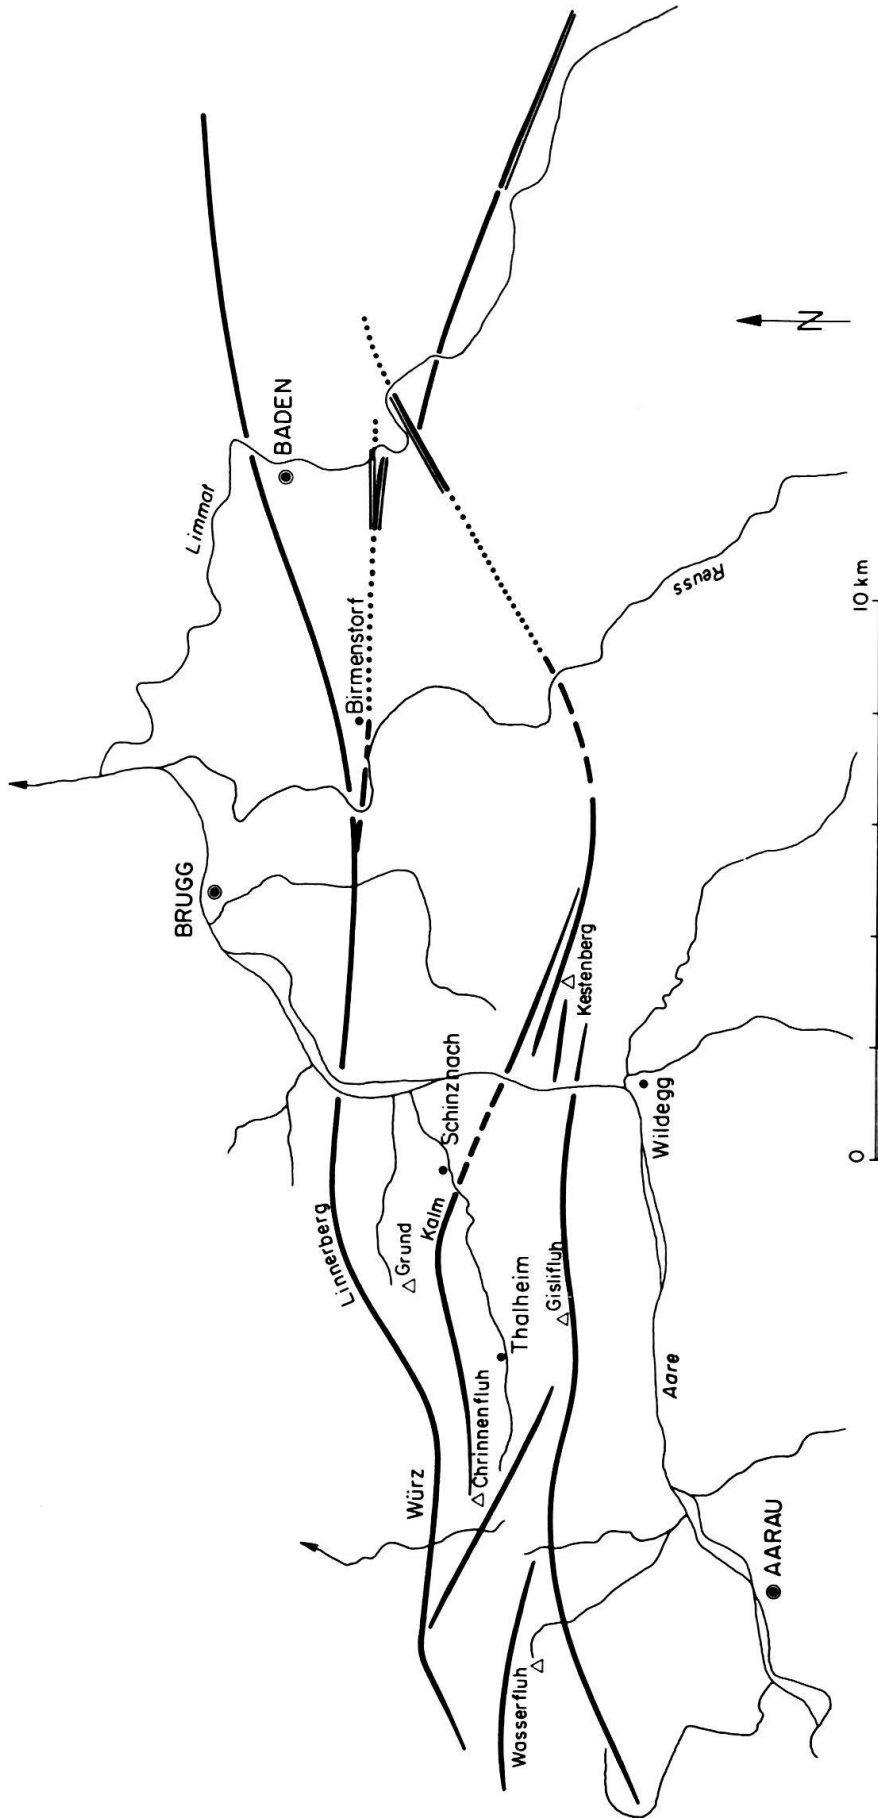 Limmat
BADEN
BRUGG
Birmenstorf
Linnerberg
Grund
Kalm
Schinznach
Kestenberg
Würz
Chrinnenfluh
Thalheim
Gislifluh
Wasserfluh
Wildegg
Reuss
Aare
AARAU
N
0
10 km